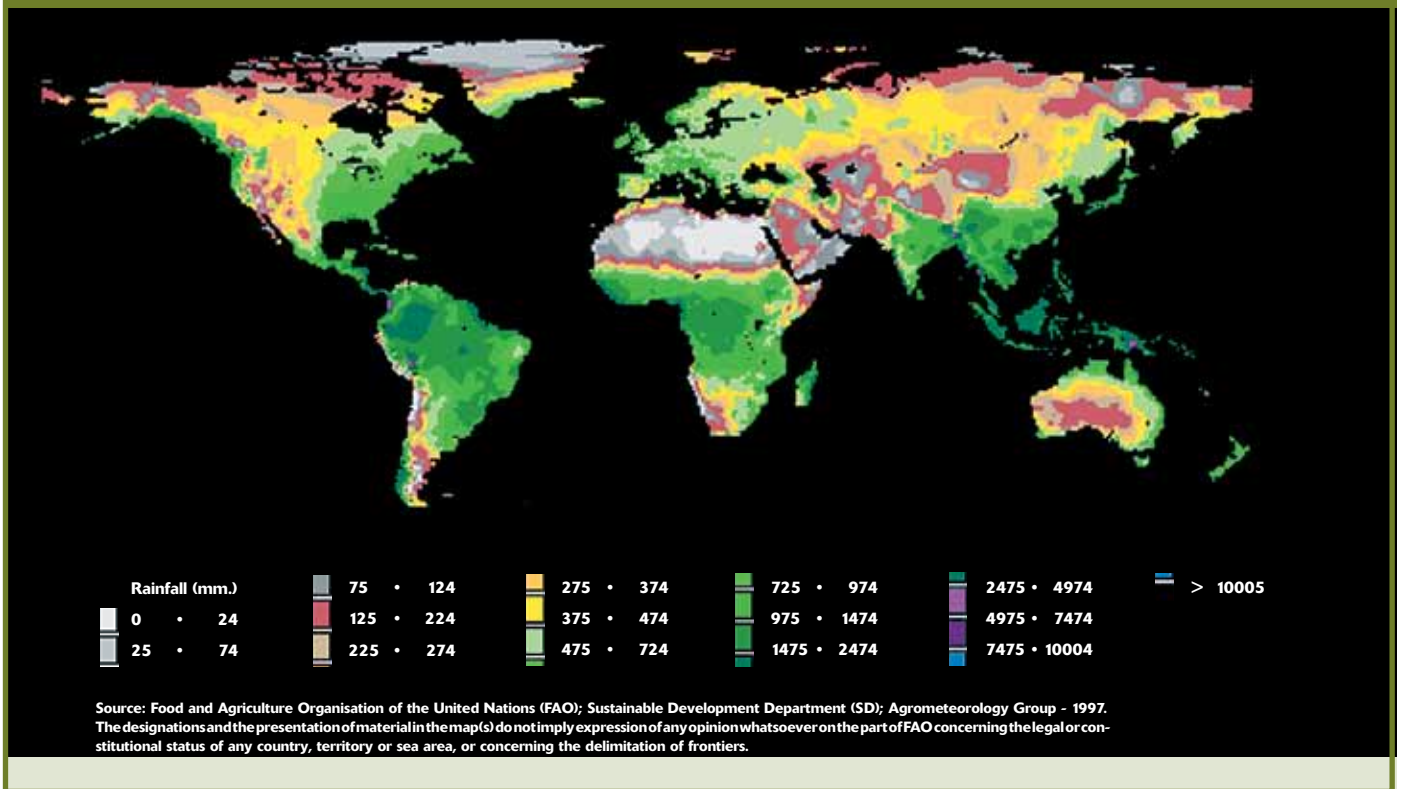 Rainfall (mm.)
0 • 24
25 • 74
75 • 124
125 • 224
225 • 274
275 • 374
375 • 474
475 • 724
725 • 974
975 • 1474
1475 • 2474
2475 • 4974
4975 • 7474
7475 • 10004
> 10005
Source: Food and Agriculture Organisation of the United Nations (FAO); Sustainable Development Department (SD); Agrometeorology Group - 1997.
The designations and the presentation of material in the map(s) do not imply expression of any opinion whatsoever on the part of FAO concerning the legal or con-
stitutional status of any country, territory or sea area, or concerning the delimitation of frontiers.